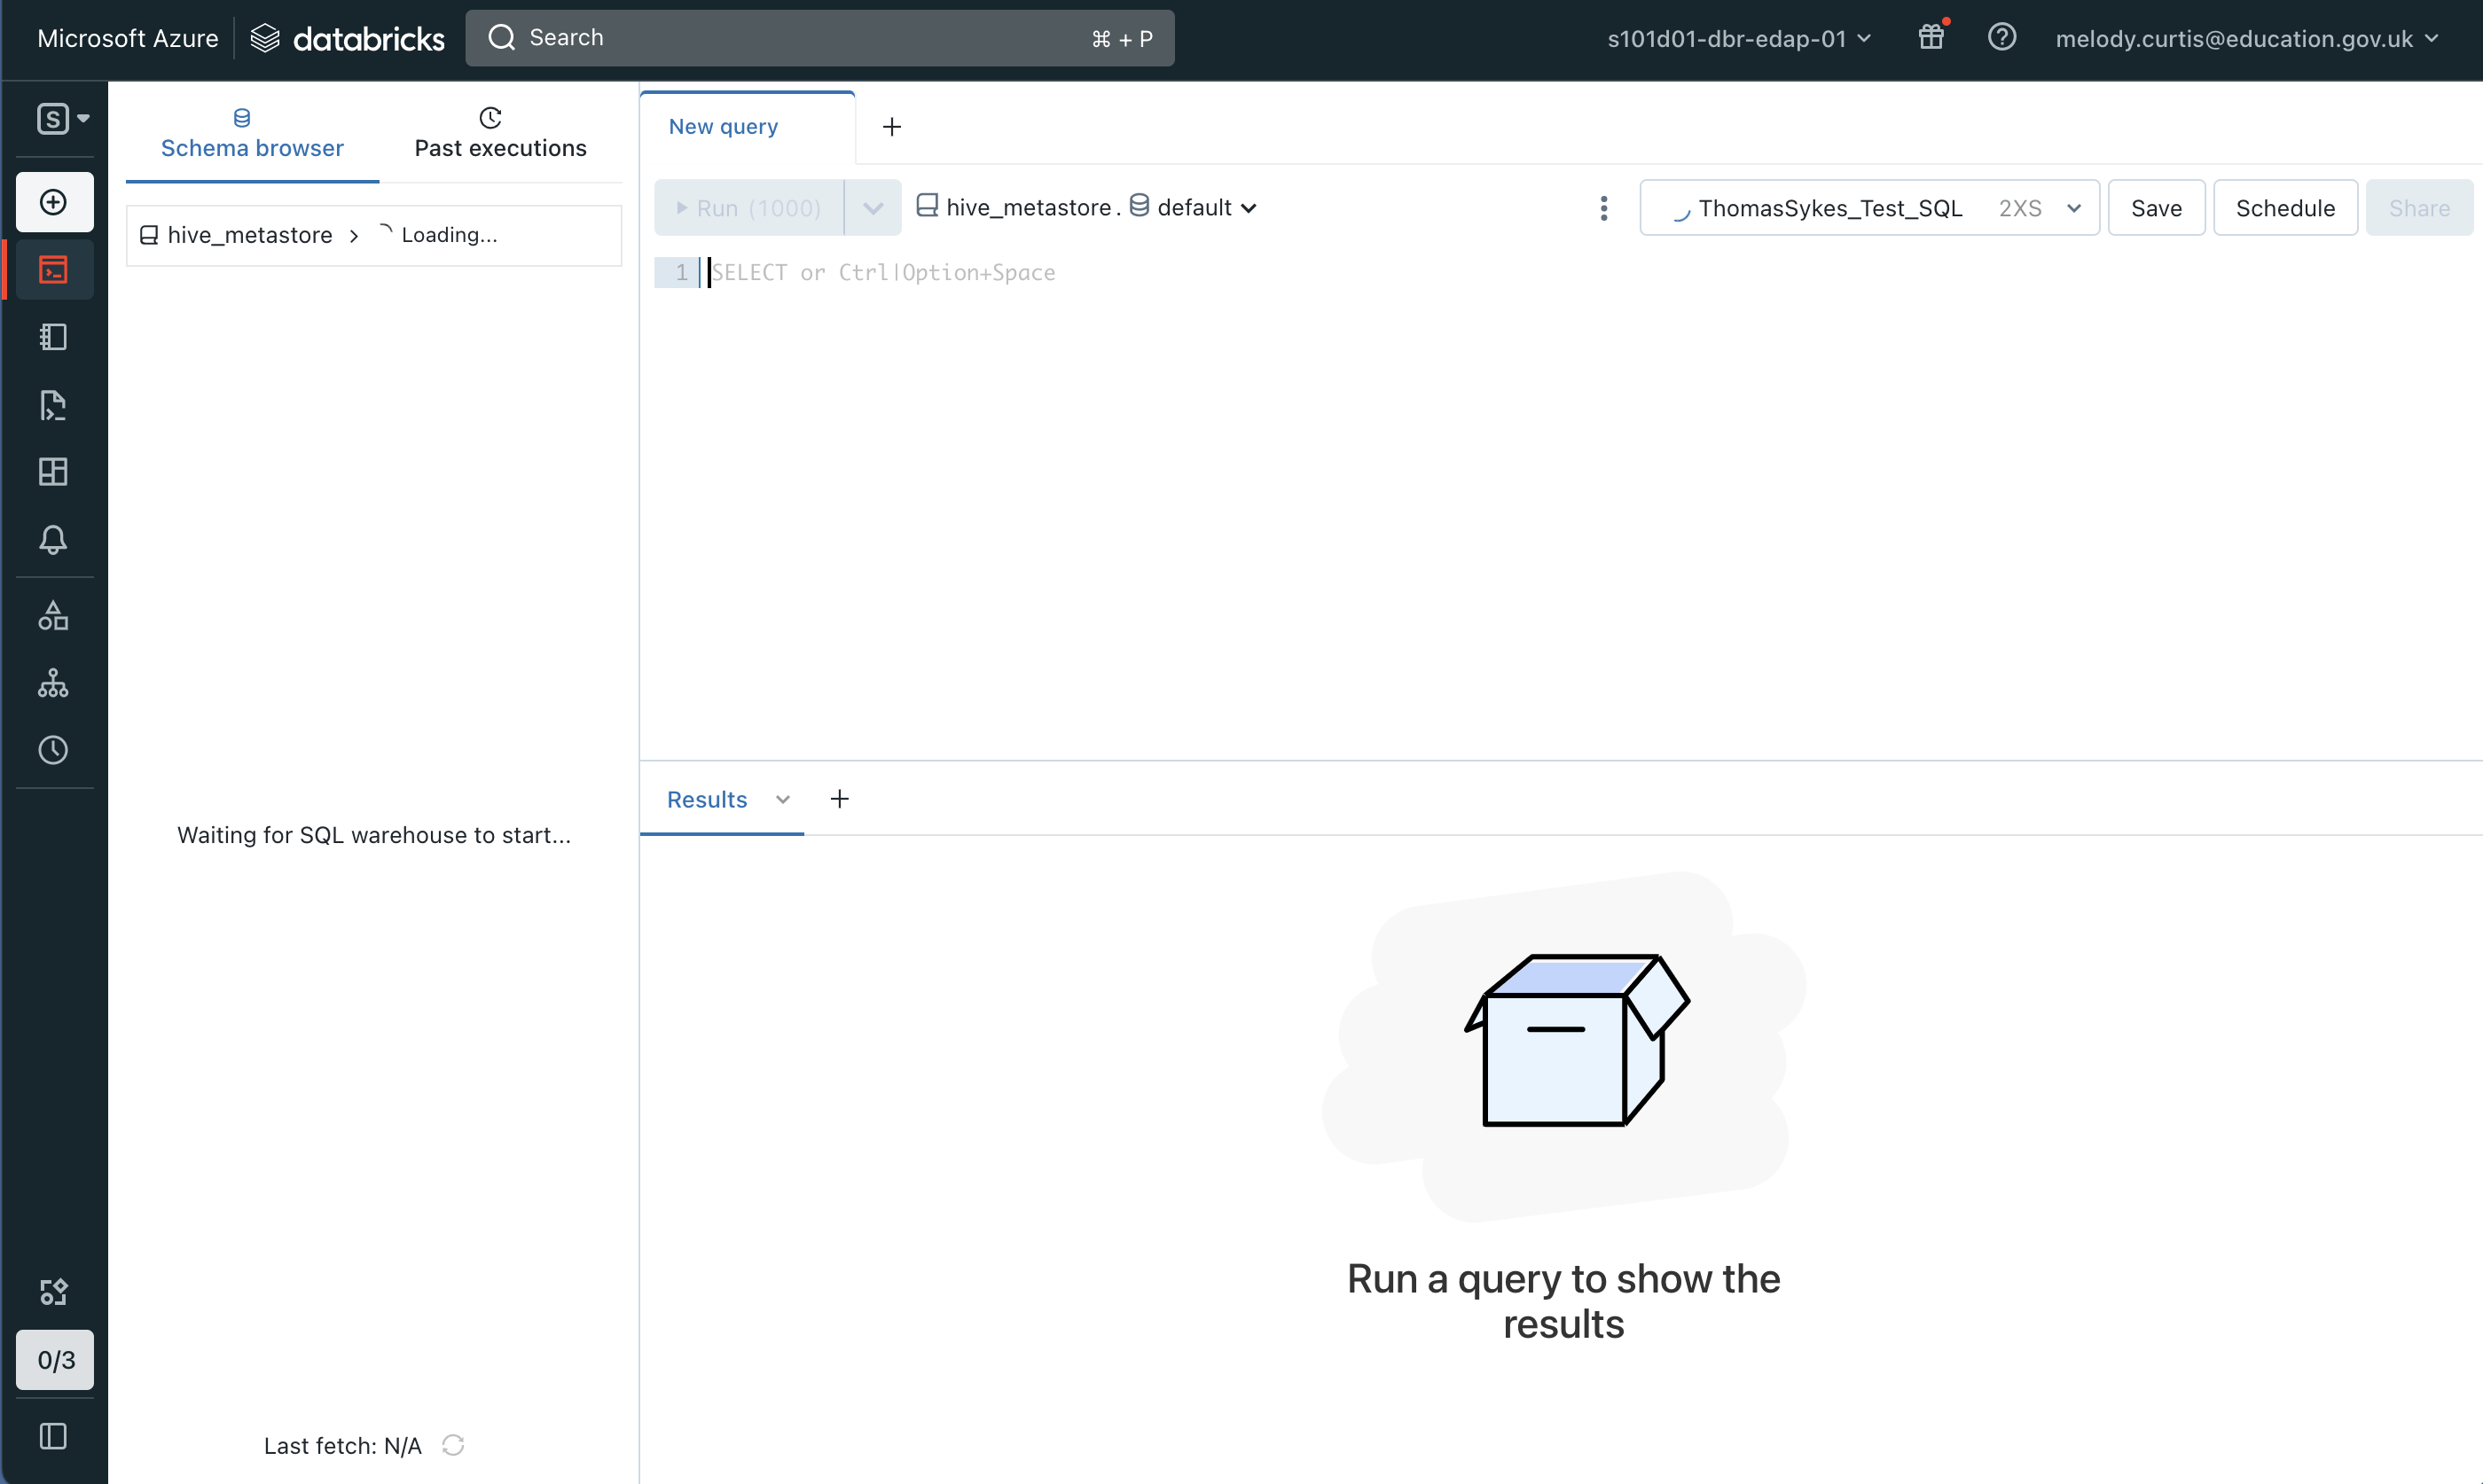 Microsoft Azure databricks Search ⌘ + P s101d01-dbr-edap-01 melody.curtis@education.gov.uk
S
Schema browser Past executions
New query +
hive_metastore > Loading...
Run (1000) hive_metastore . default ThomasSykes_Test_SQL 2XS Save Schedule Share
1 SELECT or Ctrl|Option+Space
Waiting for SQL warehouse to start...
Results +
Run a query to show the
results
0/3
Last fetch: N/A